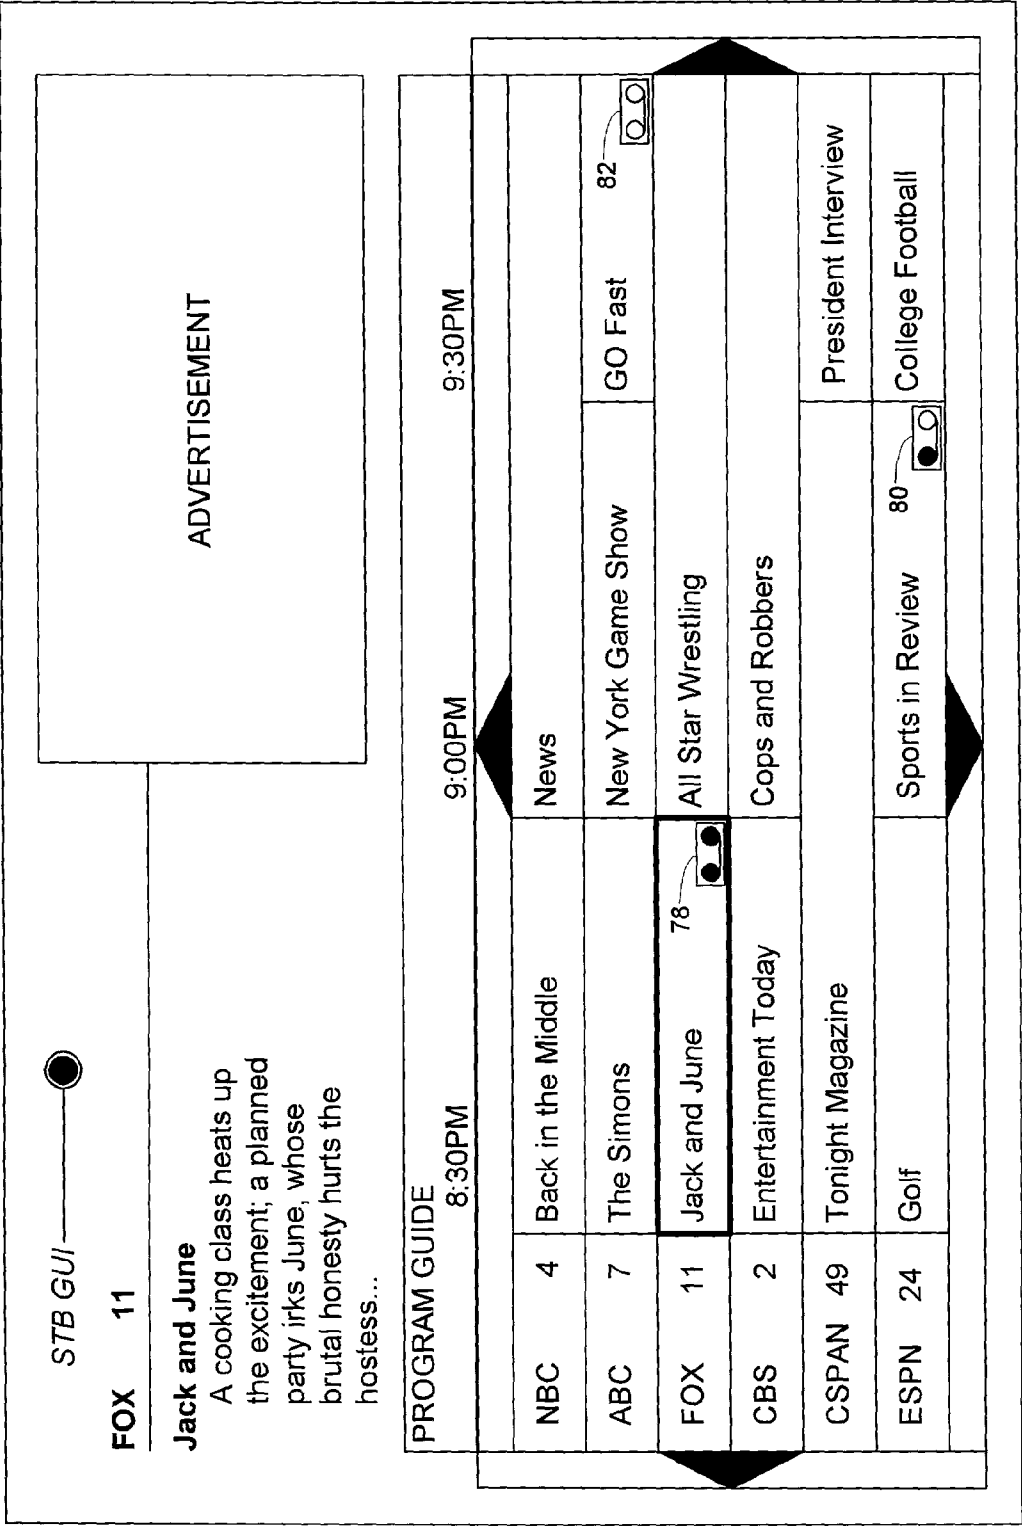 STB GUI
FOX 11
Jack and June
A cooking class heats up
the excitement; a planned
party irks June, whose
brutal honesty hurts the
hostess...
ADVERTISEMENT
PROGRAM GUIDE
8:30PM 9:00PM 9:30PM
NBC 4 Back in the Middle News
ABC 7 The Simons New York Game Show GO Fast 82
FOX 11 Jack and June 78 All Star Wrestling
CBS 2 Entertainment Today Cops and Robbers
CSPAN 49 Tonight Magazine President Interview
ESPN 24 Golf Sports in Review 80 College Football